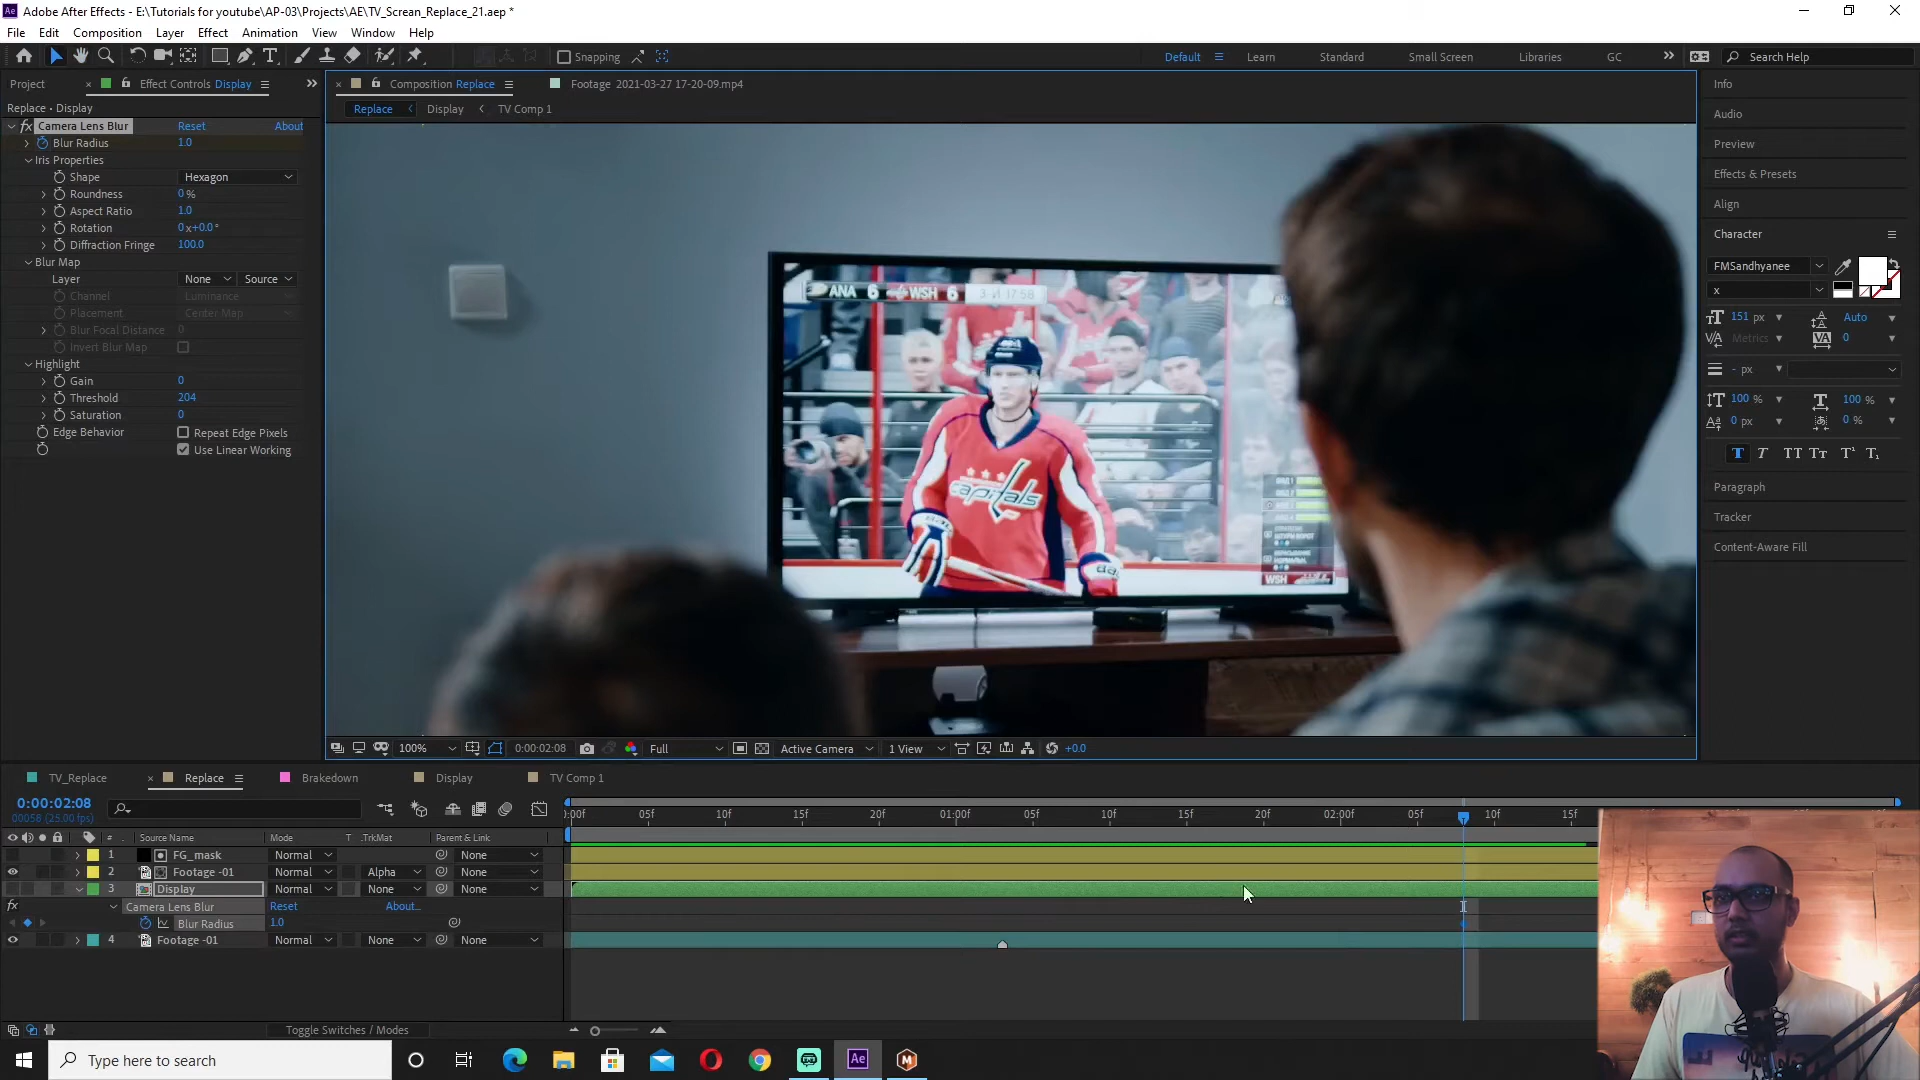 Adobe After Effects - E:\Tutorials for youtube\AP-03\Projects\AE\TV_Screan_Replace_21.aep *
File Edit Composition Layer Effect Animation View Window Help
Snapping
Default Learn Standard Small Screen Libraries GC Search Help
Project Effect Controls Display
Replace • Display
fx Camera Lens Blur Reset About
Blur Radius 1.0
Iris Properties
Shape Hexagon
Roundness 0 %
Aspect Ratio 1.0
Rotation 0 x+0.0 °
Diffraction Fringe 100.0
Blur Map
Layer None Source
Channel Luminance
Placement Center Map
Blur Focal Distance 0
Invert Blur Map
Highlight
Gain 0
Threshold 204
Saturation 0
Edge Behavior Repeat Edge Pixels
Use Linear Working
Composition Replace Footage 2021-03-27 17-20-09.mp4
Replace Display TV Comp 1
ANA 6 WSH 6 3-И 17:58
capitals
WSH
100% 0:00:02:08 Full Active Camera 1 View +0.0
Info
Audio
Preview
Effects & Presets
Align
Character
FMSandhyanee
x
151 px Auto
Metrics 0
- px
100 % 100 %
0 px 0 %
T T TT Tт T¹ T₁
Paragraph
Tracker
Content-Aware Fill
TV_Replace Replace Brakedown Display TV Comp 1
0:00:02:08
00058 (25.00 fps)
:00f 05f 10f 15f 20f 01:00f 05f 10f 15f 20f 02:00f 05f 10f 15f
# Source Name Mode T .TrkMat Parent & Link
1 FG_mask Normal None
2 Footage -01 Normal Alpha None
3 Display Normal None None
fx Camera Lens Blur Reset About...
Blur Radius 1.0
4 Footage -01 Normal None None
Toggle Switches / Modes
Type here to search
Ae